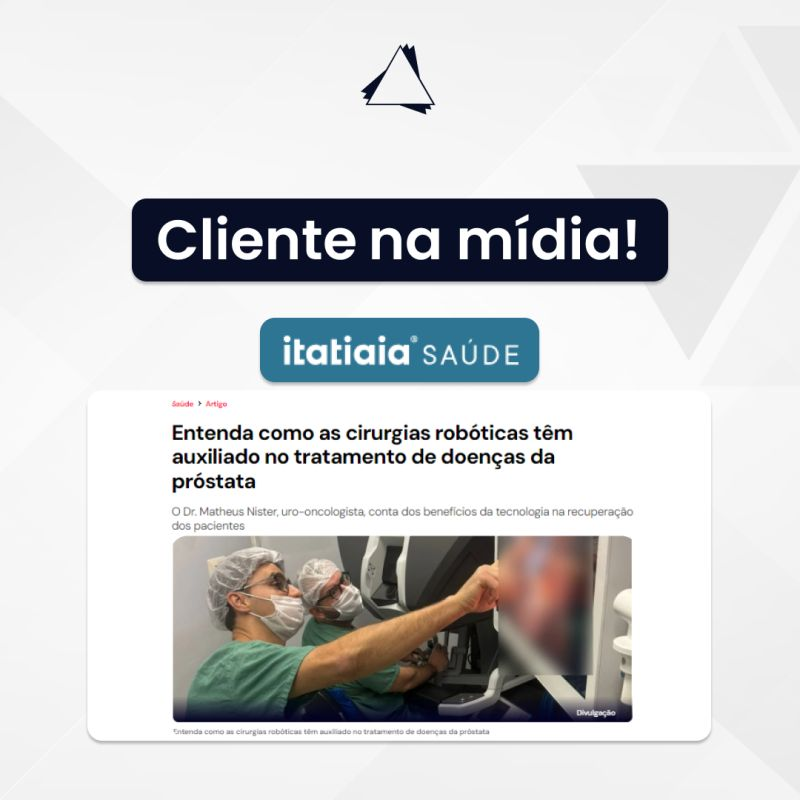 Cliente na mídia!
itatiaia® SAÚDE
Saúde > Artigo
Entenda como as cirurgias robóticas têm
auxiliado no tratamento de doenças da
próstata
O Dr. Matheus Nister, uro-oncologista, conta dos benefícios da tecnologia na recuperação
dos pacientes
Divulgação
Entenda como as cirurgias robóticas têm auxiliado no tratamento de doenças da próstata